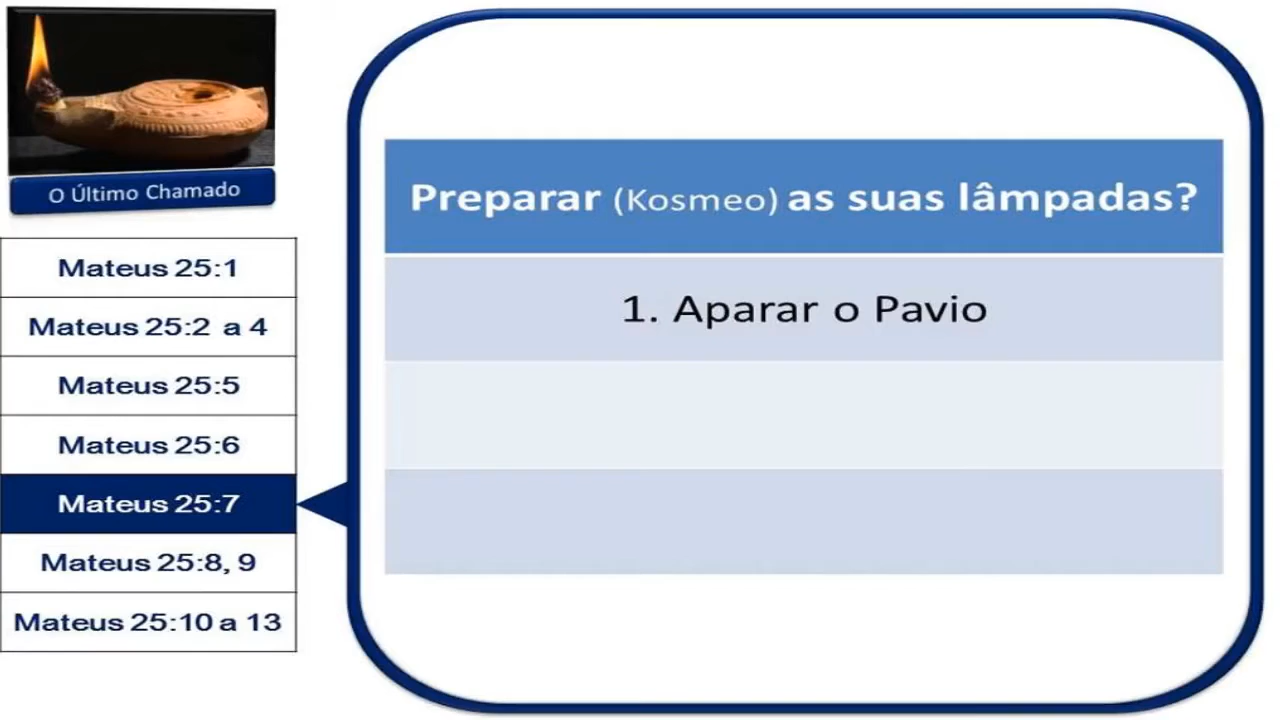 O Último Chamado
Mateus 25:1
Mateus 25:2 a 4
Mateus 25:5
Mateus 25:6
Mateus 25:7
Mateus 25:8, 9
Mateus 25:10 a 13
Preparar (Kosmeo) as suas lâmpadas?
1. Aparar o Pavio